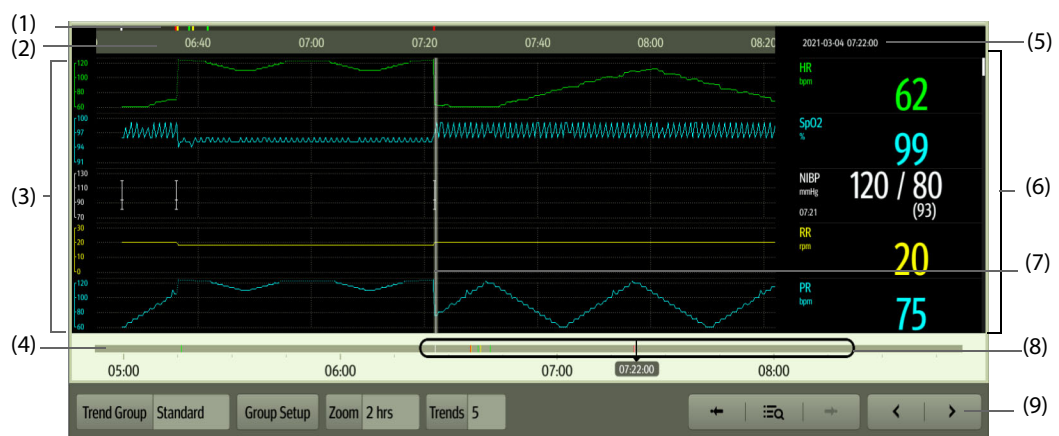 (1)
(2)
06:40 07:00 07:20 07:40 08:00 08:20
2021-03-04 07:22:00
(5)
(3)
120
100
80
60
HR
bpm
62
100
97
94
91
SpO2
%
99
130
110
90
70
NIBP
mmHg
07:21
120 / 80
(93)
(6)
30
20
10
0
RR
rpm
20
(7)
120
100
80
60
PR
bpm
75
(4)
(8)
05:00 06:00 07:00 07:22:00 08:00
Trend Group Standard Group Setup Zoom 2 hrs Trends 5
(9)